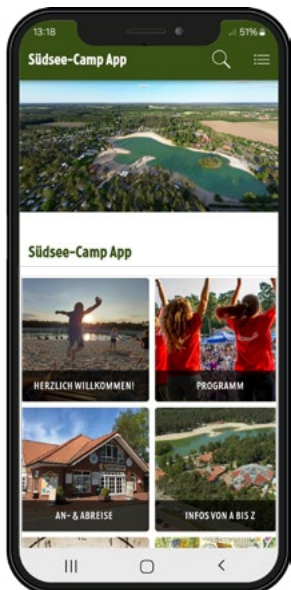 13:18
51%
Südsee-Camp App
Südsee-Camp App
HERZLICH WILLKOMMEN!
PROGRAMM
AN- & ABREISE
INFOS VON A BIS Z